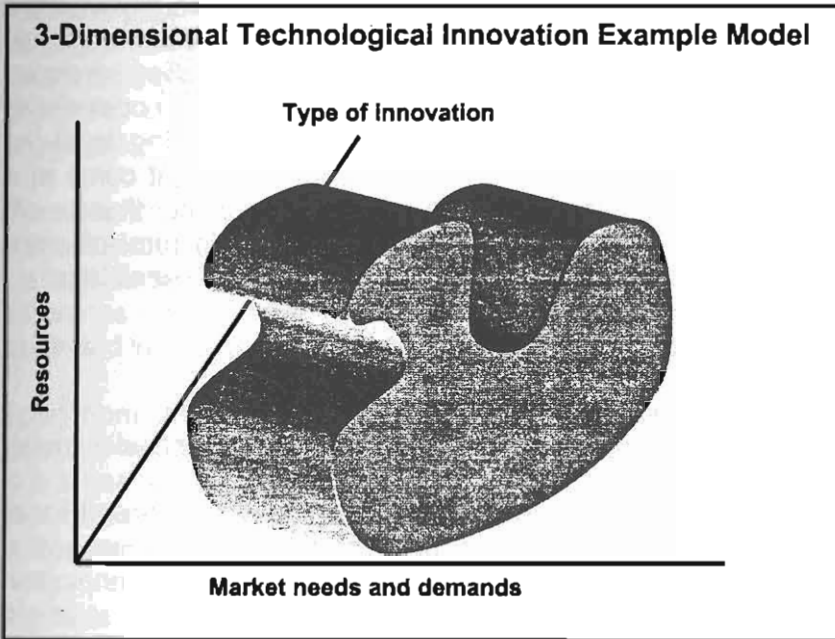 3-Dimensional Technological Innovation Example Model
Type of innovation
Resources
Market needs and demands